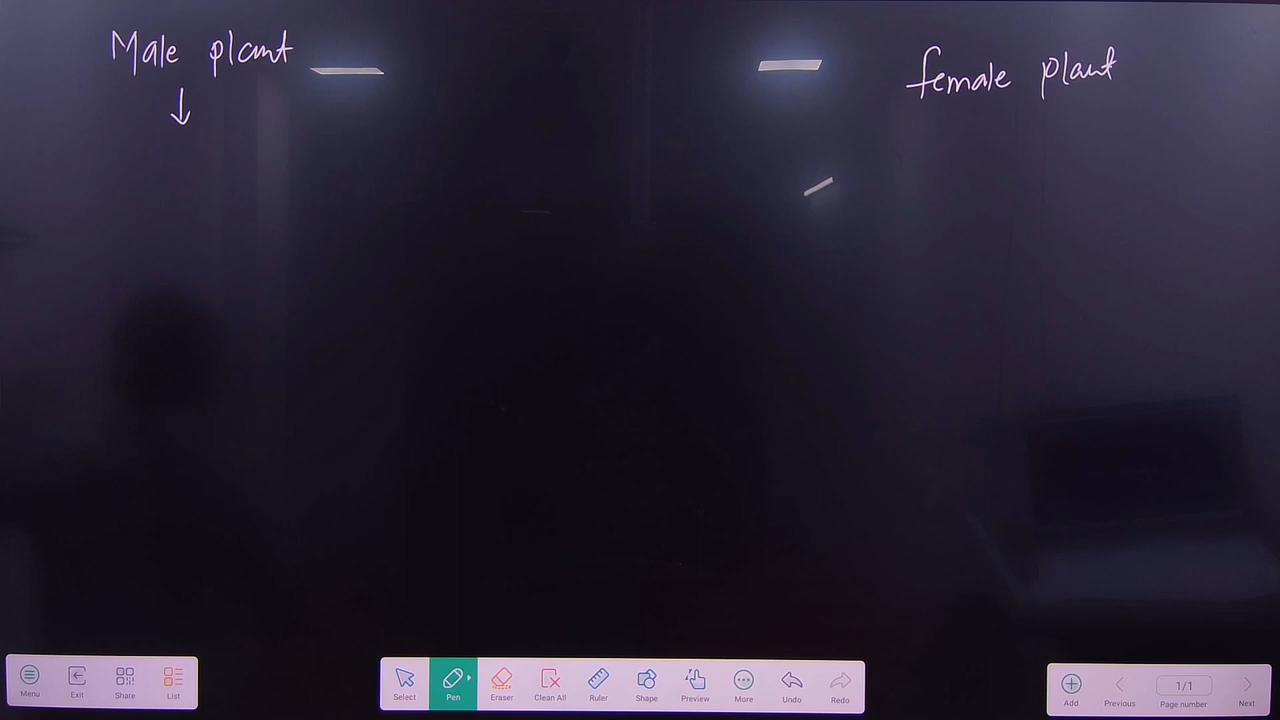 Male plant
↓
female plant
Menu
Exit
Share
List
Select
Pen
Eraser
Clean All
Ruler
Shape
Preview
More
Undo
Redo
Add
Previous
1/1
Page number
Next